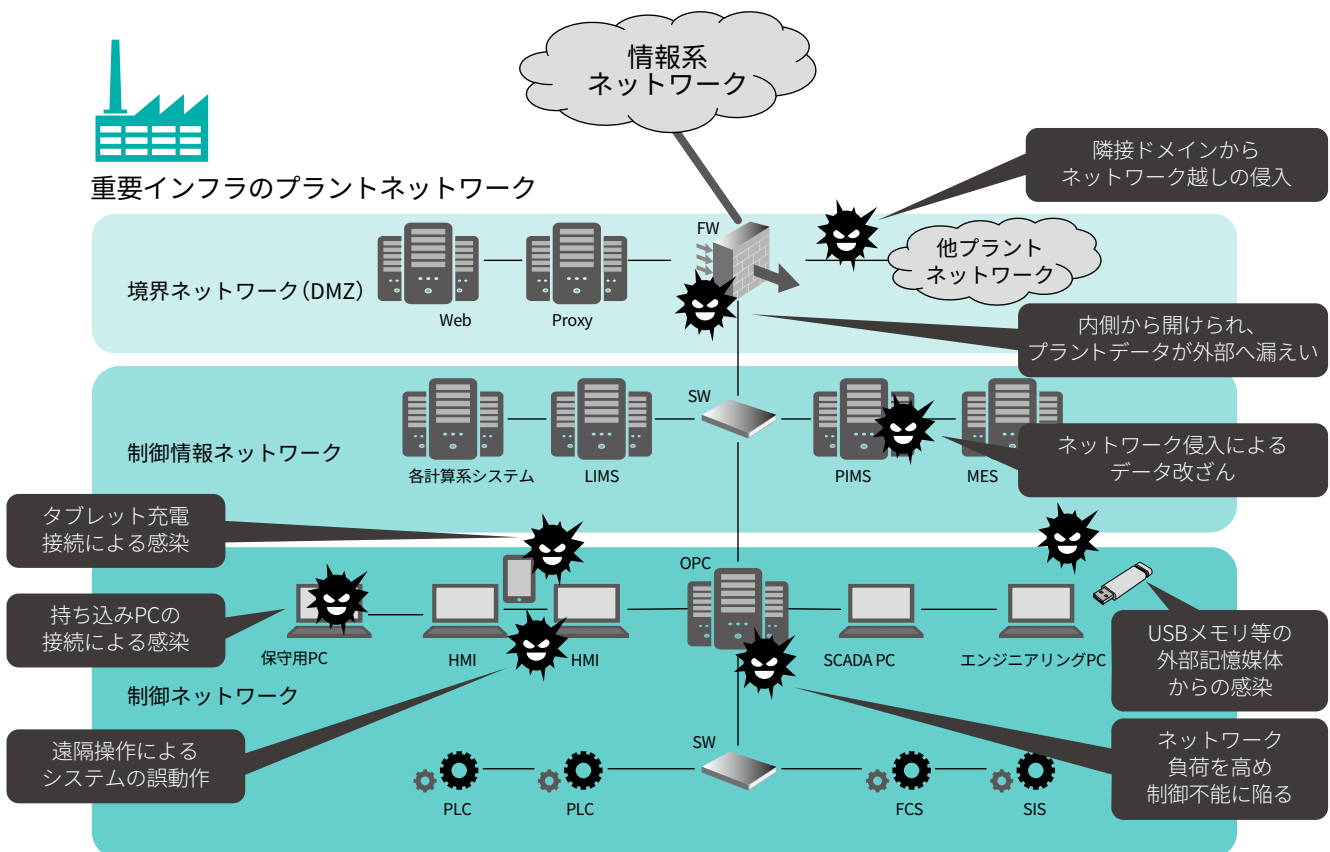 情報系
ネットワーク
重要インフラのプラントネットワーク
隣接ドメインから
ネットワーク越しの侵入
FW
他プラント
ネットワーク
境界ネットワーク（DMZ）
Web
Proxy
内側から開けられ、
プラントデータが外部へ漏えい
SW
制御情報ネットワーク
各計算系システム
LIMS
PIMS
MES
ネットワーク侵入による
データ改ざん
タブレット充電
接続による感染
OPC
持ち込みPCの
接続による感染
保守用PC
HMI
HMI
SCADA PC
エンジニアリングPC
USBメモリ等の
外部記憶媒体
からの感染
制御ネットワーク
遠隔操作による
システムの誤動作
SW
ネットワーク
負荷を高め
制御不能に陥る
PLC
PLC
FCS
SIS